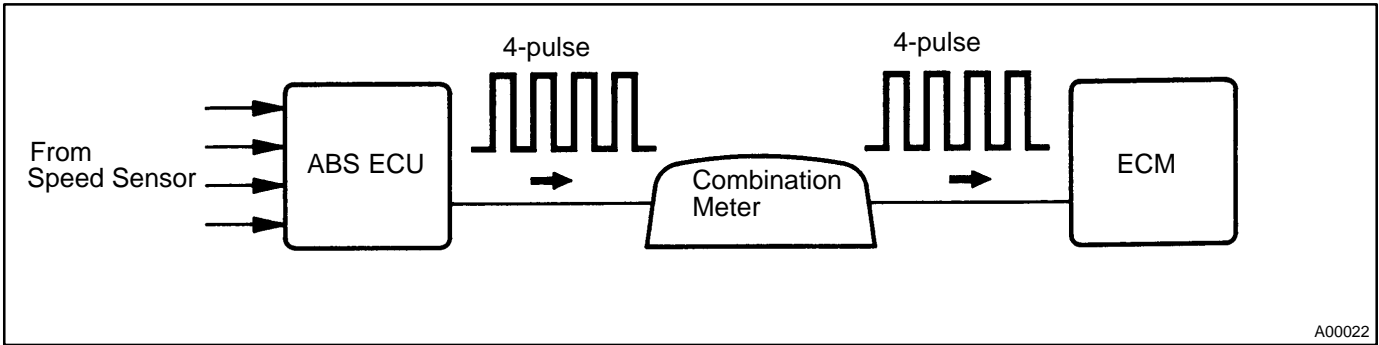 4-pulse
4-pulse
From
Speed Sensor
ABS ECU
Combination
Meter
ECM
A00022